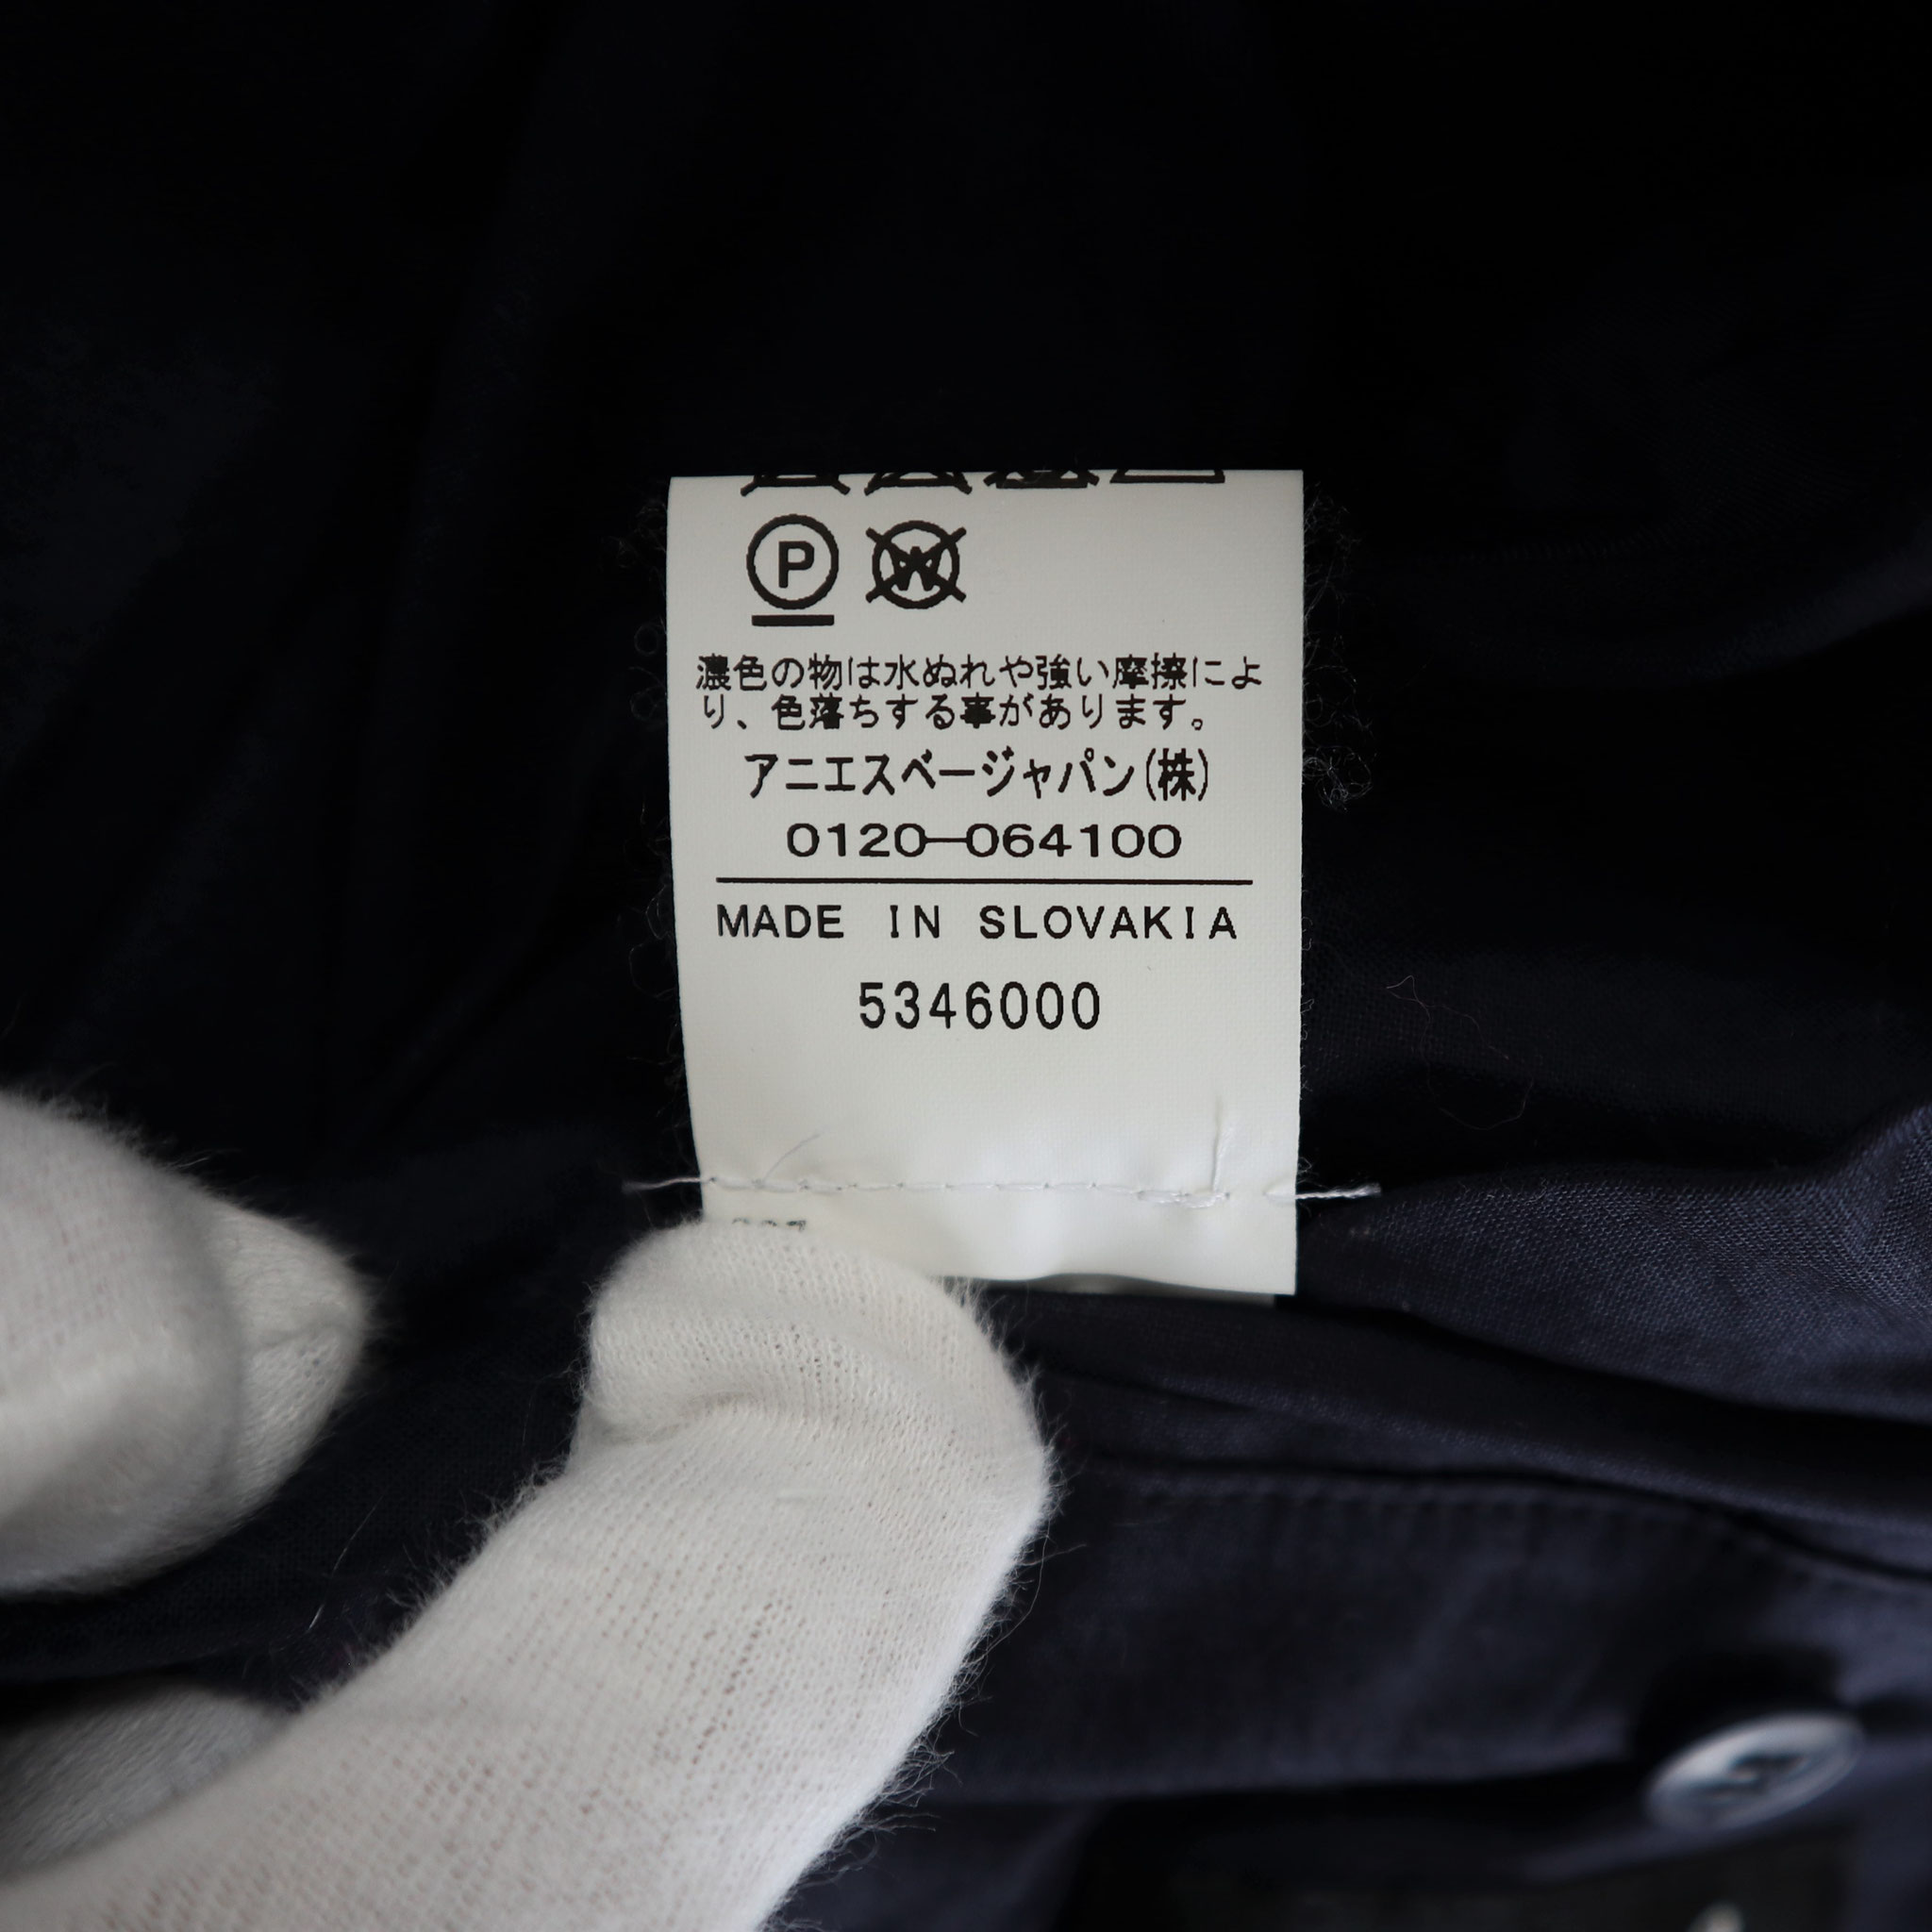 P
W
濃色の物は水ぬれや強い摩擦によ
り、色落ちする事があります。
アニエスベージャパン(株)
0120-064100
MADE IN SLOVAKIA
5346000